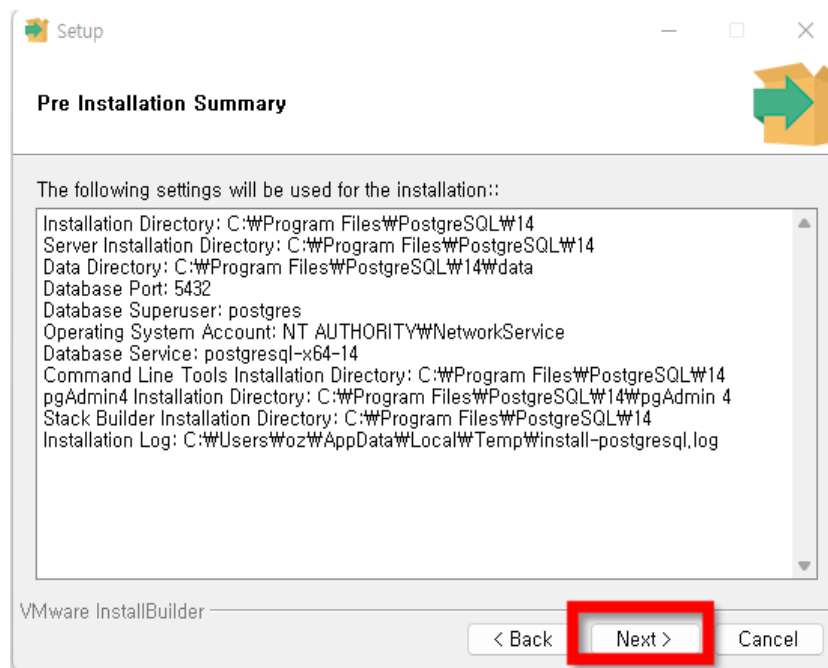 Setup
Pre Installation Summary
The following settings will be used for the installation::
Installation Directory: C:₩Program Files₩PostgreSQL₩14
Server Installation Directory: C:₩Program Files₩PostgreSQL₩14
Data Directory: C:₩Program Files₩PostgreSQL₩14₩data
Database Port: 5432
Database Superuser: postgres
Operating System Account: NT AUTHORITY₩NetworkService
Database Service: postgresql-x64-14
Command Line Tools Installation Directory: C:₩Program Files₩PostgreSQL₩14
pgAdmin4 Installation Directory: C:₩Program Files₩PostgreSQL₩14₩pgAdmin 4
Stack Builder Installation Directory: C:₩Program Files₩PostgreSQL₩14
Installation Log: C:₩Users₩oz₩AppData₩Local₩Temp₩install-postgresql.log
VMware InstallBuilder
< Back Next > Cancel